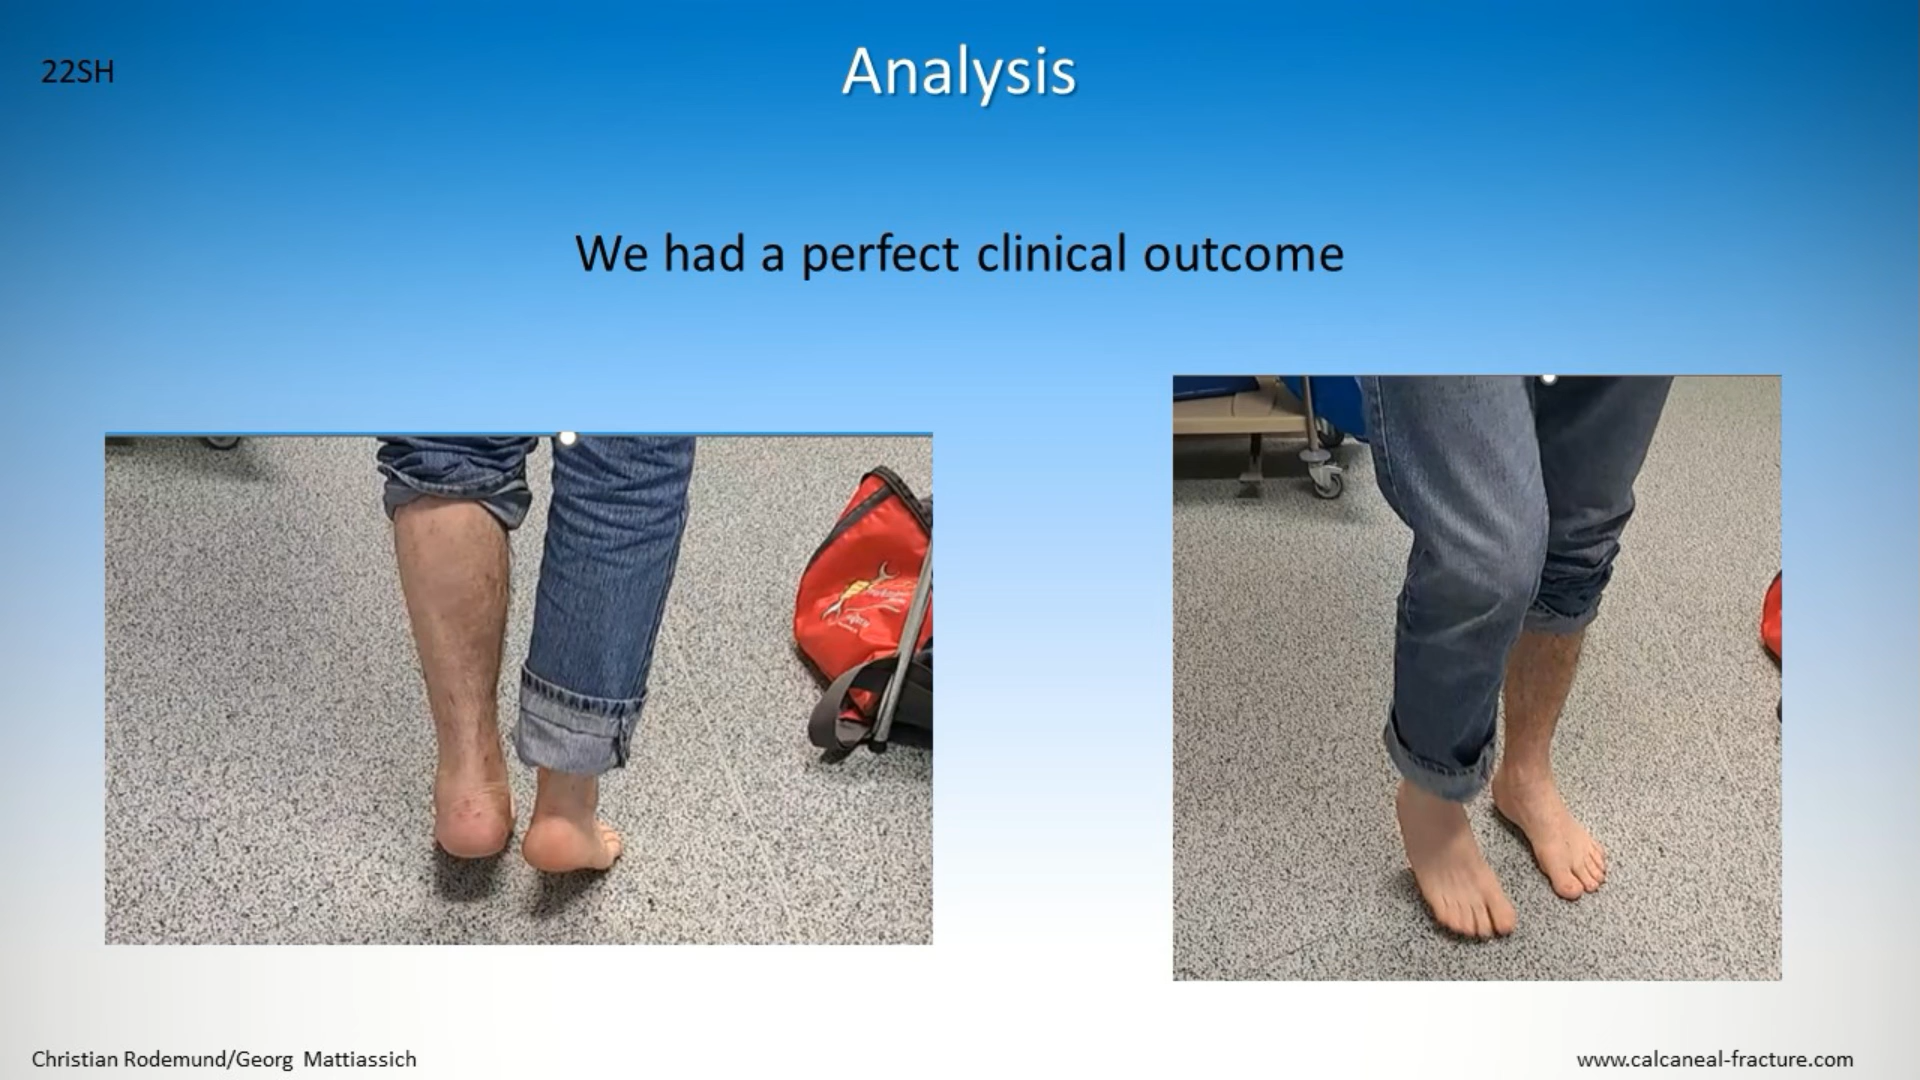 22SH
Analysis
We had a perfect clinical outcome
Christian Rodemund/Georg Mattiassich
www.calcaneal-fracture.com